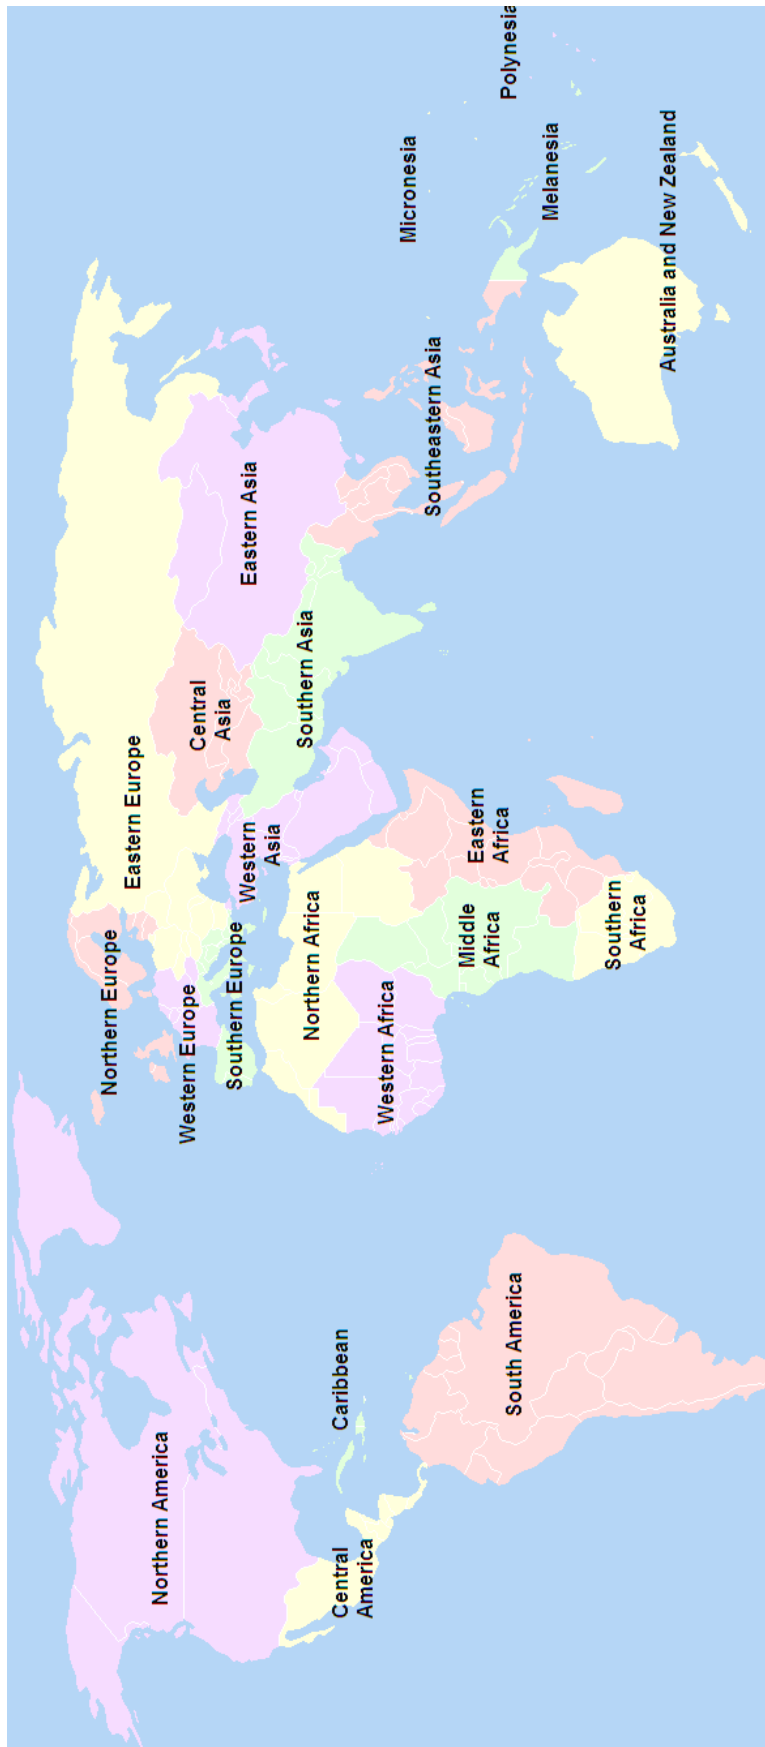 Northern America
Central
America
Caribbean
South America
Northern Europe
Western Europe
Southern Europe
Eastern Europe
Northern Africa
Western Africa
Middle
Africa
Eastern
Africa
Southern
Africa
Western
Asia
Central
Asia
Southern Asia
Eastern Asia
Southeastern Asia
Australia and New Zealand
Melanesia
Micronesia
Polynesia